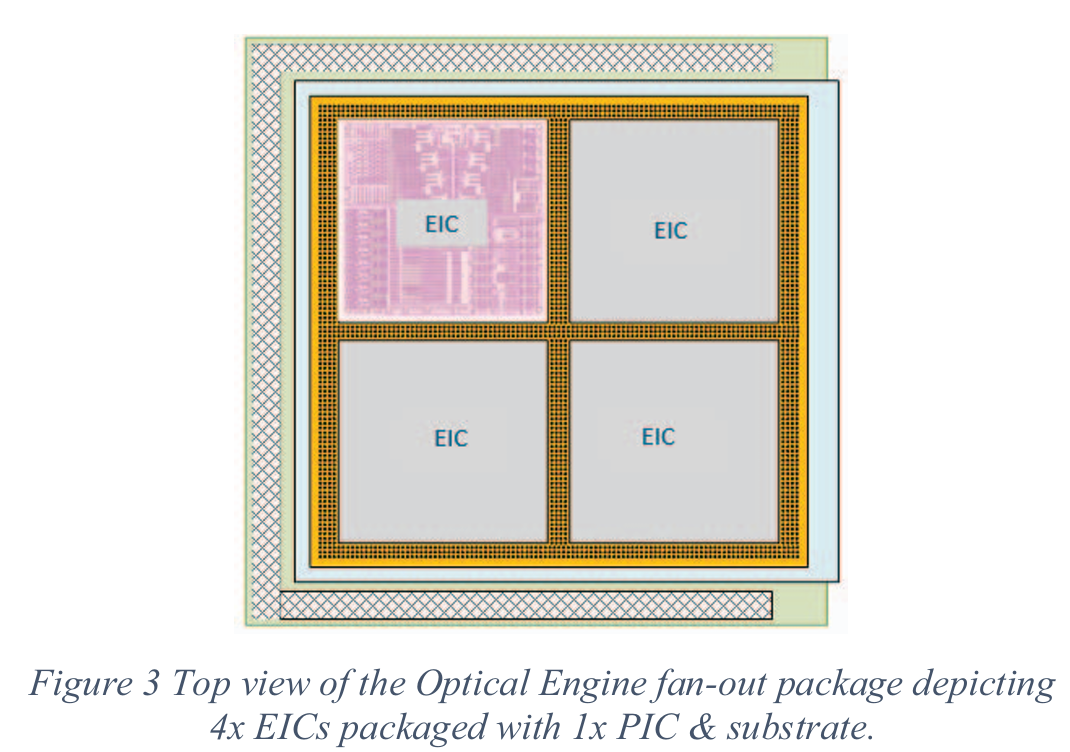 EIC
EIC
EIC
EIC
Figure 3 Top view of the Optical Engine fan-out package depicting
4x EICs packaged with 1x PIC & substrate.